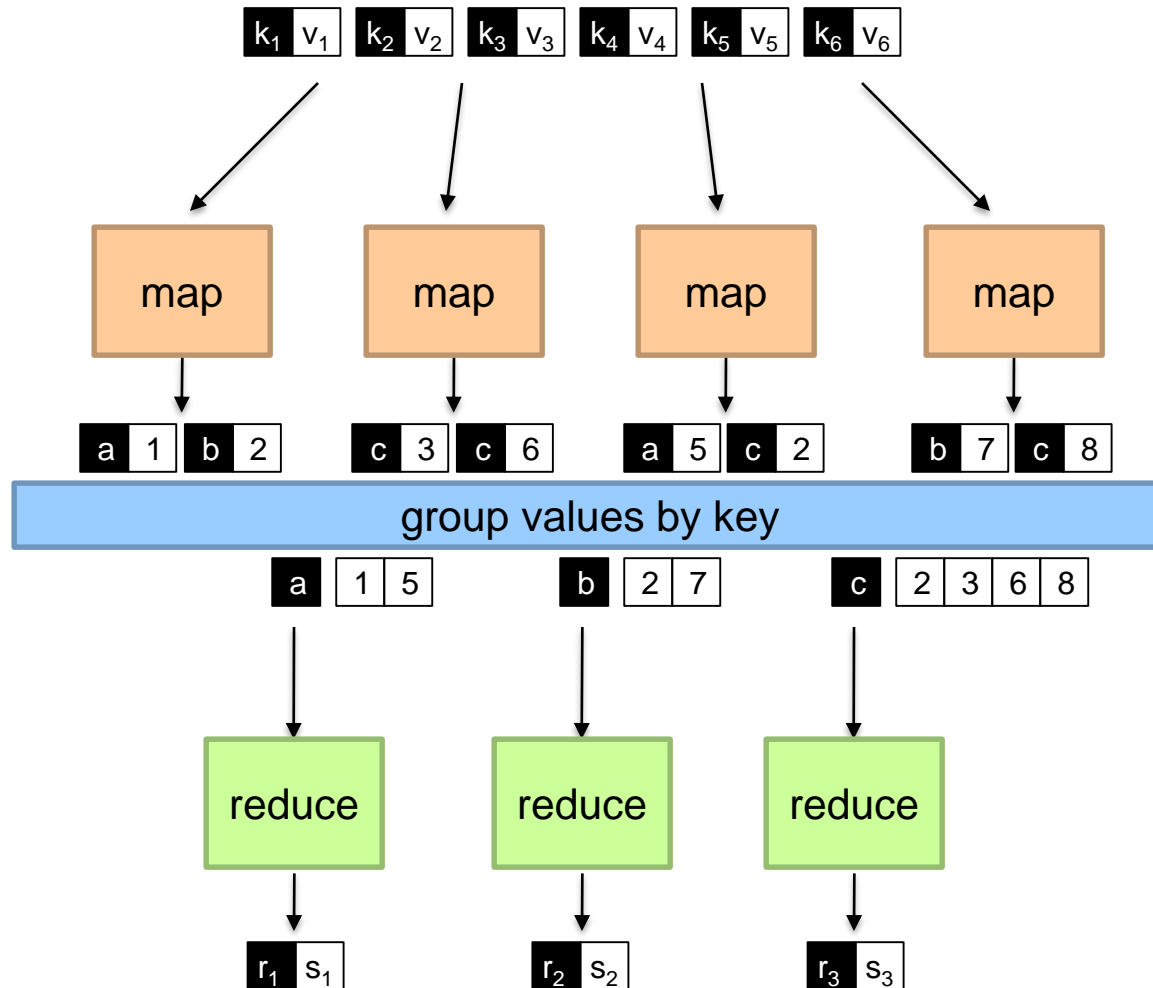 k₁ v₁ k₂ v₂ k₃ v₃ k₄ v₄ k₅ v₅ k₆ v₆
map map map map
a 1 b 2 c 3 c 6 a 5 c 2 b 7 c 8
group values by key
a 1 5 b 2 7 c 2 3 6 8
reduce reduce reduce
r₁ s₁ r₂ s₂ r₃ s₃